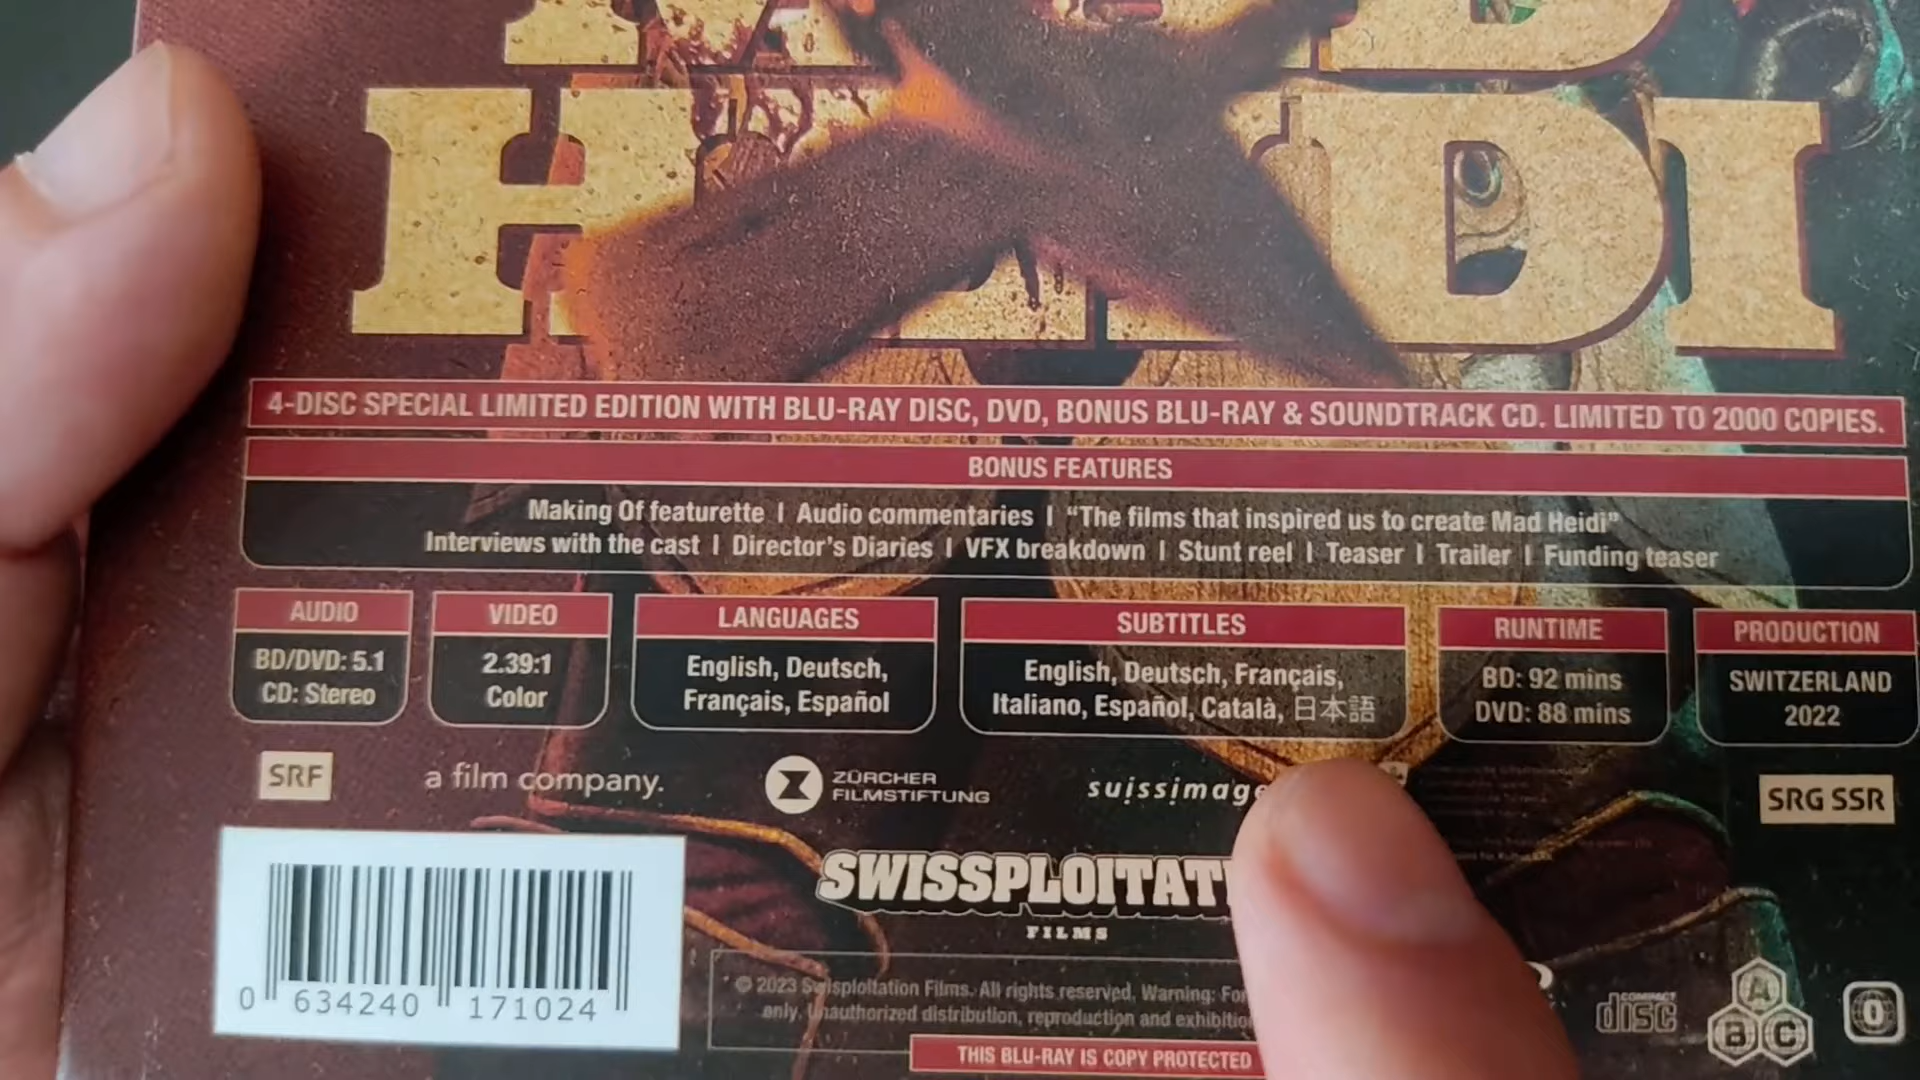 HEIDI
4-DISC SPECIAL LIMITED EDITION WITH BLU-RAY DISC, DVD, BONUS BLU-RAY & SOUNDTRACK CD. LIMITED TO 2000 COPIES.
BONUS FEATURES
Making Of featurette | Audio commentaries | “The films that inspired us to create Mad Heidi”
Interviews with the cast | Director’s Diaries | VFX breakdown | Stunt reel | Teaser | Trailer | Funding teaser
AUDIO
BD/DVD: 5.1
CD: Stereo
VIDEO
2.39:1
Color
LANGUAGES
English, Deutsch,
Français, Español
SUBTITLES
English, Deutsch, Français,
Italiano, Español, Català, 日本語
RUNTIME
BD: 92 mins
DVD: 88 mins
PRODUCTION
SWITZERLAND
2022
SRF
a film company.
ZÜRCHER
FILMSTIFTUNG
suissimage
SRG SSR
SWISSPLOITAT
FILMS
0 634240 171024
© 2023 Swissploitation Films. All rights reserved. Warning: For
only. Unauthorized distribution, reproduction and exhibition
THIS BLU-RAY IS COPY PROTECTED
COMPACT
disc
A
B C
0